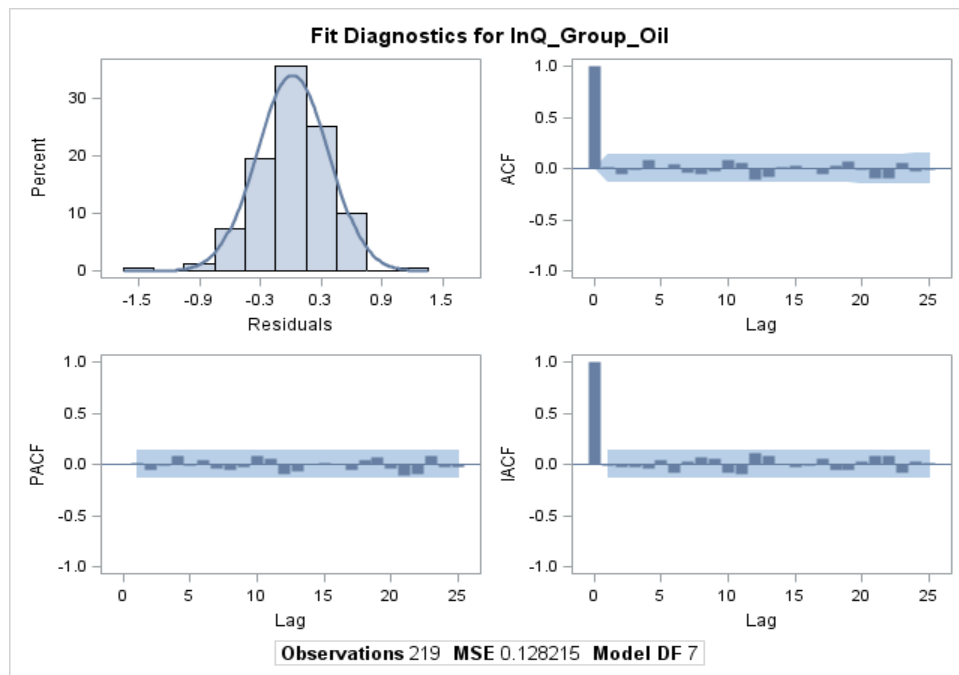 Fit Diagnostics for lnQ_Group_Oil
Percent
30
20
10
0
-1.5 -0.9 -0.3 0.3 0.9 1.5
Residuals
ACF
1.0
0.5
0.0
-0.5
-1.0
0 5 10 15 20 25
Lag
PACF
1.0
0.5
0.0
-0.5
-1.0
0 5 10 15 20 25
Lag
IACF
1.0
0.5
0.0
-0.5
-1.0
0 5 10 15 20 25
Lag
Observations 219 MSE 0.128215 Model DF 7